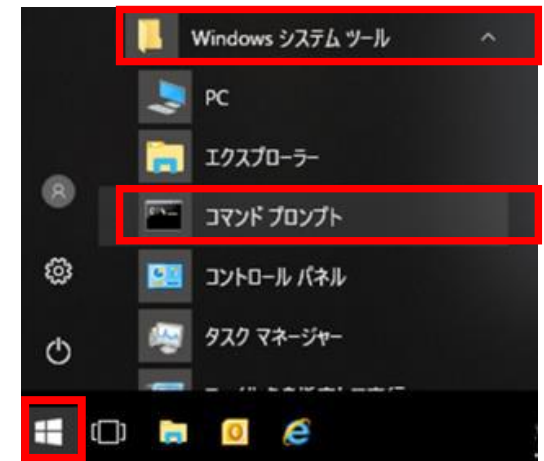 Windows システム ツール
PC
エクスプローラー
コマンド プロンプト
コントロール パネル
タスク マネージャー